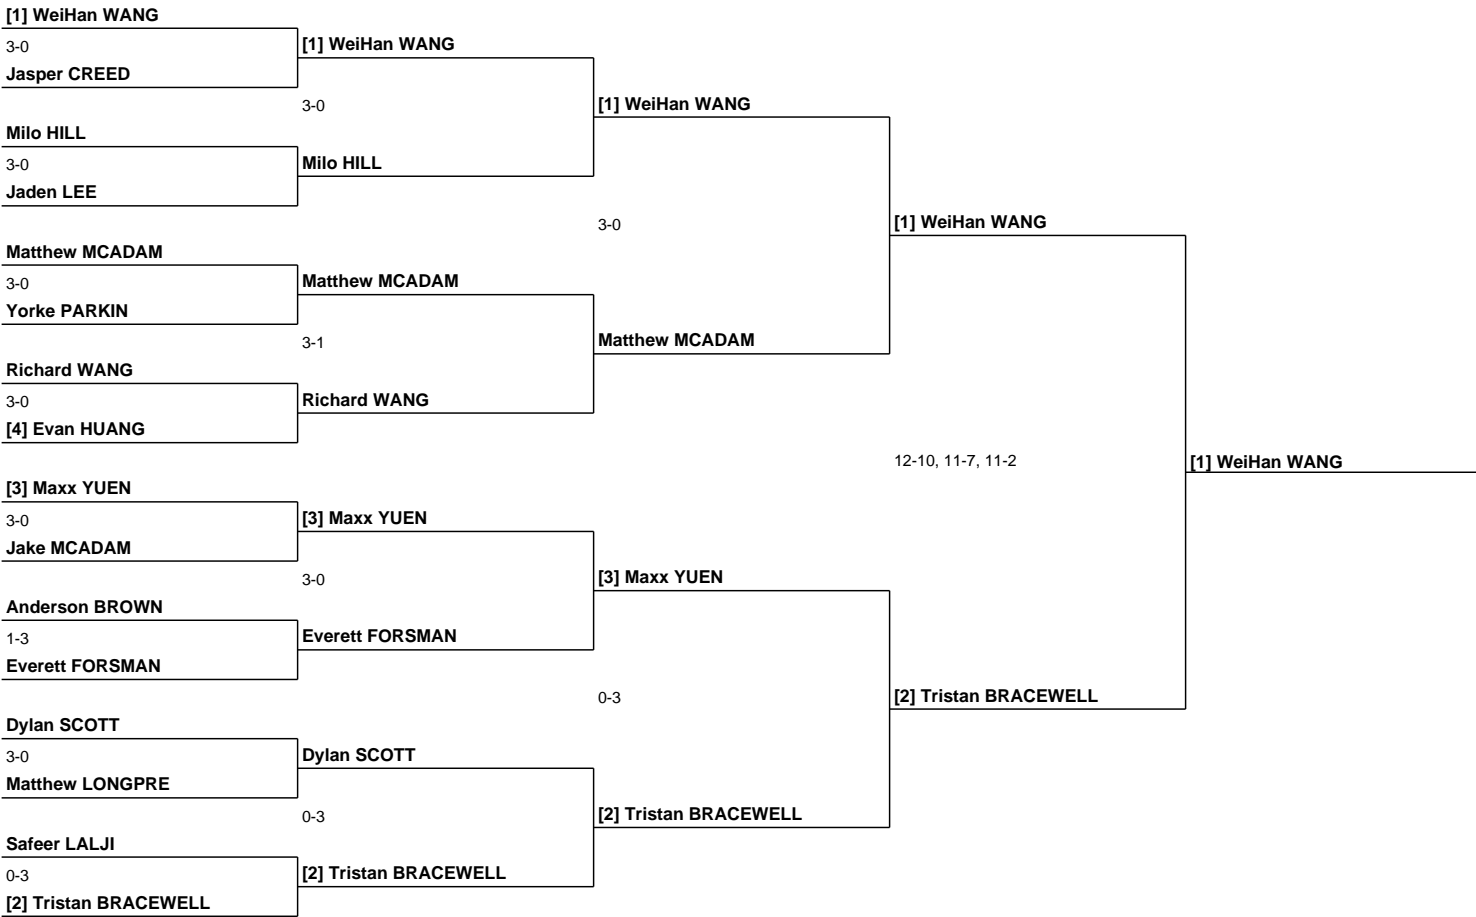 [1] WeiHan WANG
3-0
[1] WeiHan WANG
Jasper CREED
3-0
[1] WeiHan WANG
Milo HILL
3-0
Milo HILL
Jaden LEE
3-0
[1] WeiHan WANG
Matthew MCADAM
3-0
Matthew MCADAM
Yorke PARKIN
3-1
Matthew MCADAM
Richard WANG
3-0
Richard WANG
[4] Evan HUANG
12-10, 11-7, 11-2
[1] WeiHan WANG
[3] Maxx YUEN
3-0
[3] Maxx YUEN
Jake MCADAM
3-0
[3] Maxx YUEN
Anderson BROWN
1-3
Everett FORSMAN
Everett FORSMAN
0-3
[2] Tristan BRACEWELL
Dylan SCOTT
3-0
Dylan SCOTT
Matthew LONGPRE
0-3
[2] Tristan BRACEWELL
Safeer LALJI
0-3
[2] Tristan BRACEWELL
[2] Tristan BRACEWELL